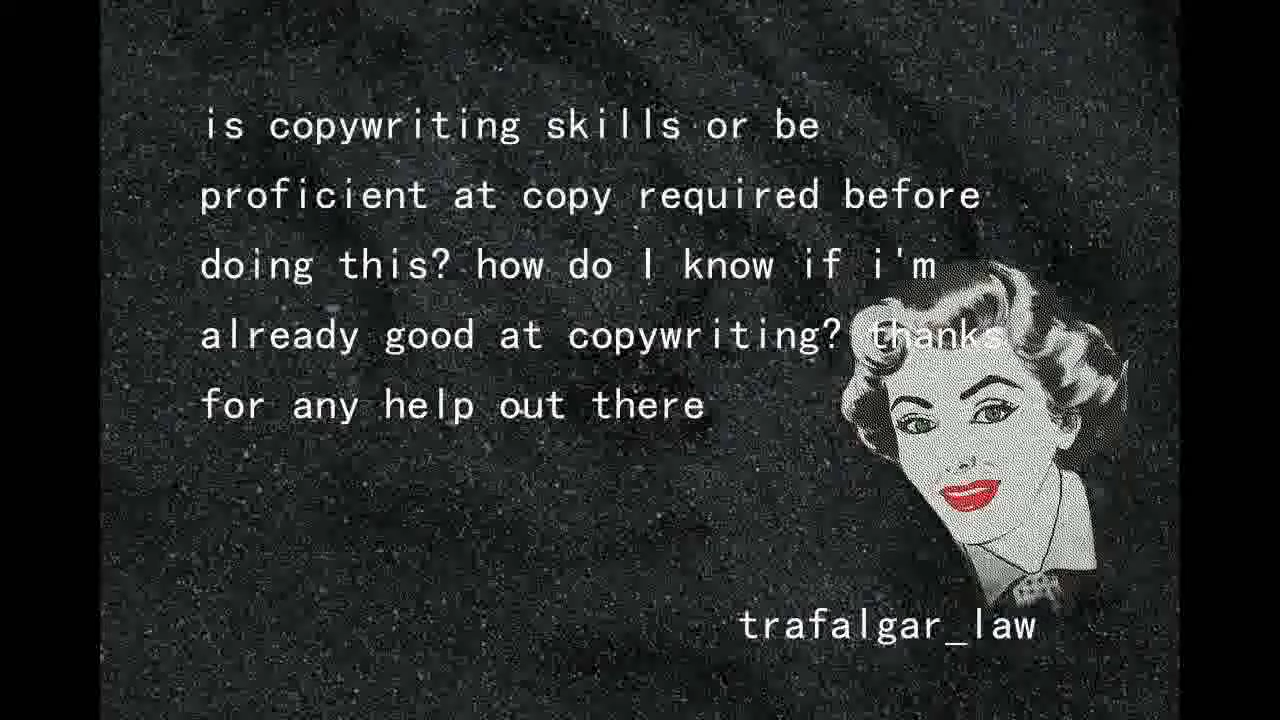 is copywriting skills or be
proficient at copy required before
doing this? how do I know if i'm
already good at copywriting? thanks
for any help out there
trafalgar_law